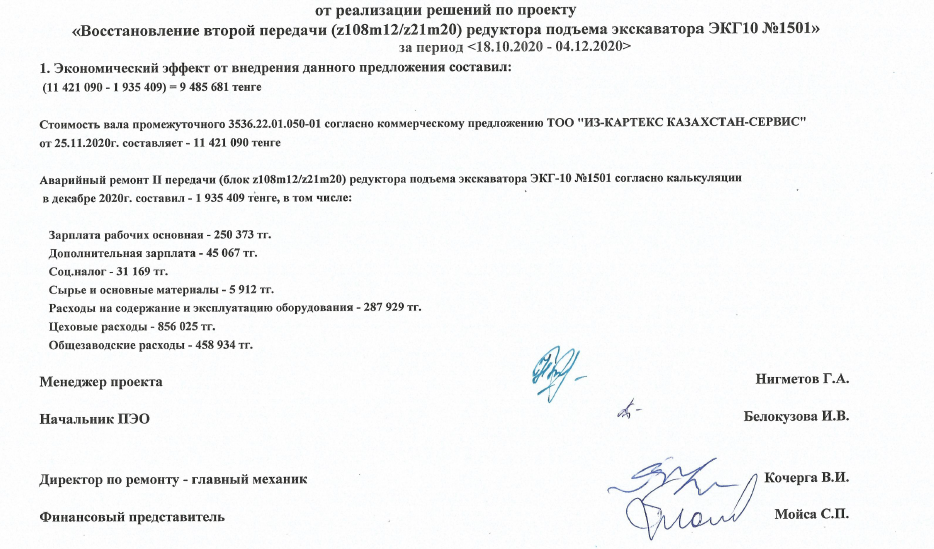 от реализации решений по проекту
«Восстановление второй передачи (z108m12/z21m20) редуктора подъема экскаватора ЭКГ10 №1501»
за период <18.10.2020 - 04.12.2020>
1. Экономический эффект от внедрения данного предложения составил:
(11 421 090 - 1 935 409) = 9 485 681 тенге
Стоимость вала промежуточного 3536.22.01.050-01 согласно коммерческому предложению ТОО "ИЗ-КАРТЕКС КАЗАХСТАН-СЕРВИС"
от 25.11.2020г. составляет - 11 421 090 тенге
Аварийный ремонт II передачи (блок z108m12/z21m20) редуктора подъема экскаватора ЭКГ-10 №1501 согласно калькуляции
в декабре 2020г. составил - 1 935 409 тенге, в том числе:
Зарплата рабочих основная - 250 373 тг.
Дополнительная зарплата - 45 067 тг.
Соц.налог - 31 169 тг.
Сырье и основные материалы - 5 912 тг.
Расходы на содержание и эксплуатацию оборудования - 287 929 тг.
Цеховые расходы - 856 025 тг.
Общезаводские расходы - 458 934 тг.
Менеджер проекта Нигметов Г.А.
Начальник ПЭО Белокузова И.В.
Директор по ремонту - главный механик Кочерга В.И.
Финансовый представитель Мойса С.П.